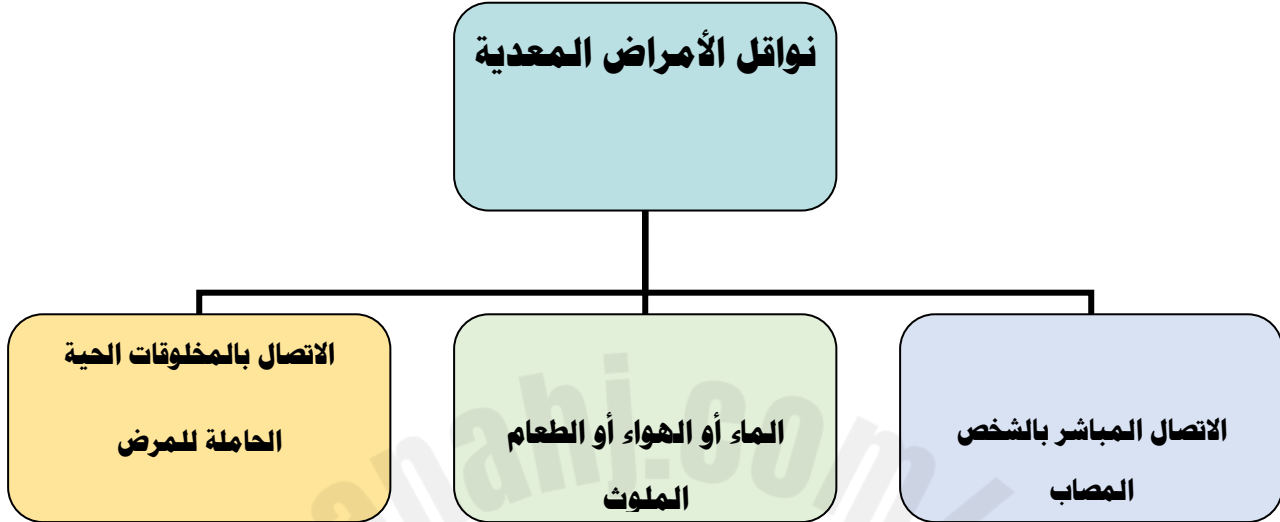 نواقل الأمراض المعدية
الاتصال المباشر بالشخص
المصاب
الماء أو الهواء أو الطعام
الملوث
الاتصال بالمخلوقات الحية
الحاملة للمرض